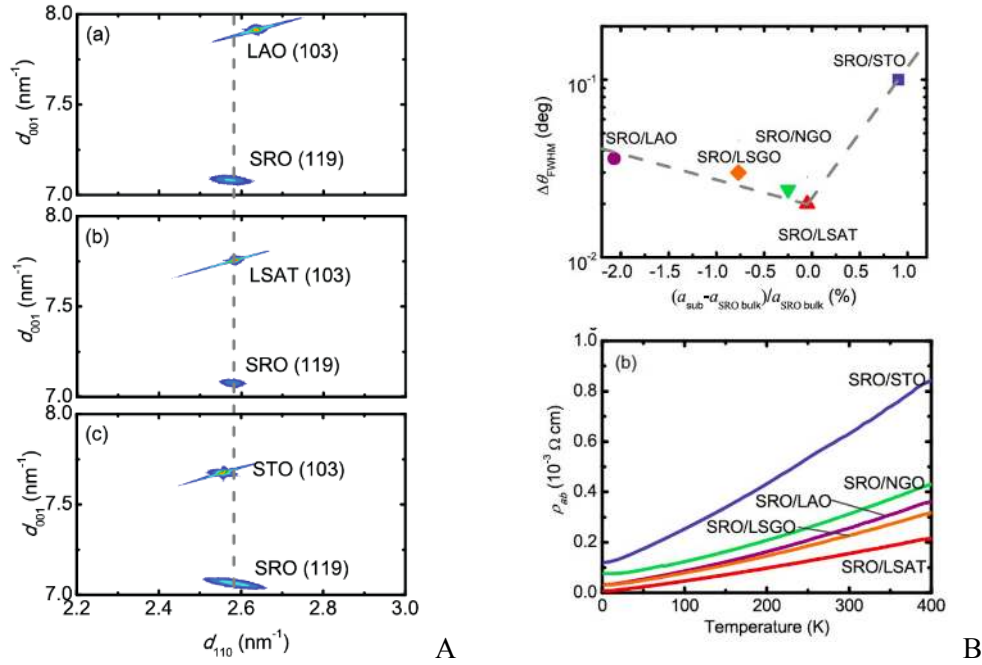 (a)
8.0
7.5
7.0
d001 (nm-1)
LAO (103)
SRO (119)
(b)
8.0
7.5
7.0
d001 (nm-1)
LSAT (103)
SRO (119)
(c)
8.0
7.5
7.0
d001 (nm-1)
STO (103)
SRO (119)
2.2 2.4 2.6 2.8 3.0
d110 (nm-1)
A
10-1
10-2
ΔθFWHM (deg)
SRO/STO
SRO/LAO
SRO/NGO
SRO/LSGO
SRO/LSAT
-2.0 -1.5 -1.0 -0.5 0.0 0.5 1.0
(asub-aSRO bulk)/aSRO bulk (%)
(b)
1.0
0.8
0.6
0.4
0.2
0.0
ρab (10-3 Ω cm)
SRO/STO
SRO/NGO
SRO/LAO
SRO/LSGO
SRO/LSAT
0 100 200 300 400
Temperature (K)
B